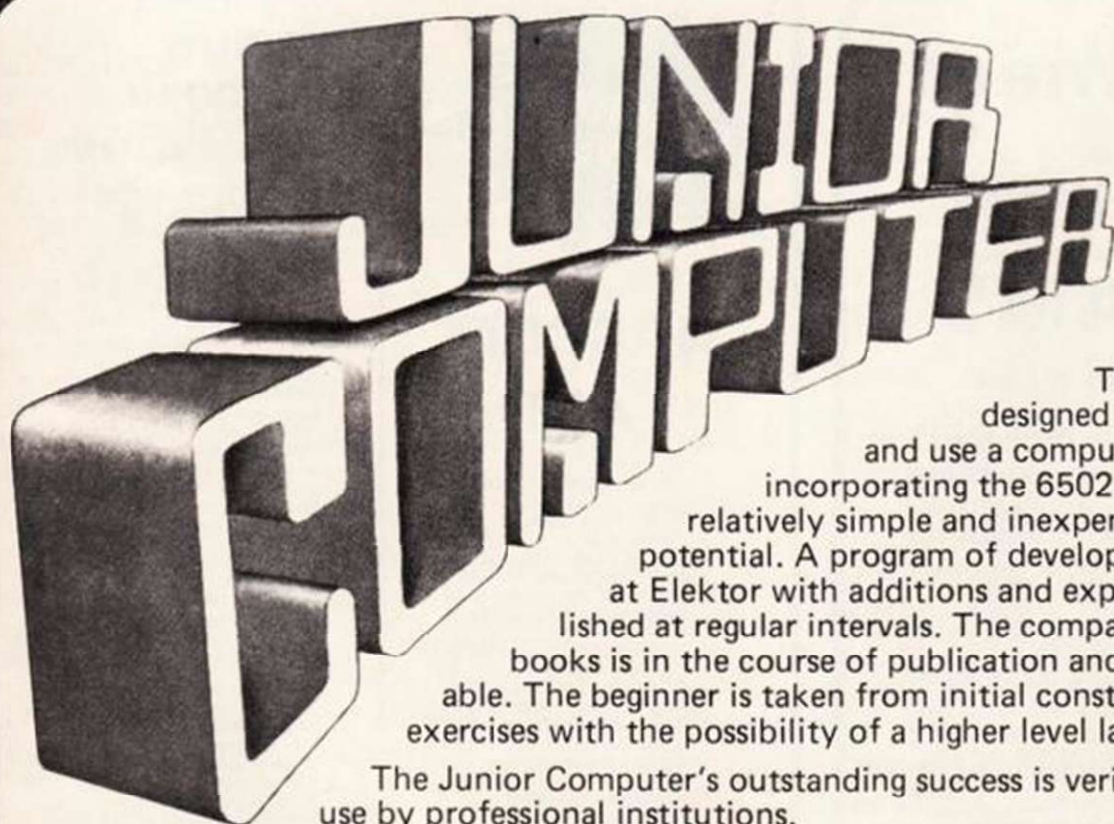 JUNIOR
COMPUTER
designed
and use a compu
incorporating the 6502
relatively simple and inexper
potential. A program of develop
at Elektor with additions and exp
lished at regular intervals. The compa
books is in the course of publication and
able. The beginner is taken from initial const
exercises with the possibility of a higher level la
The Junior Computer's outstanding success is veri
use by professional institutions.